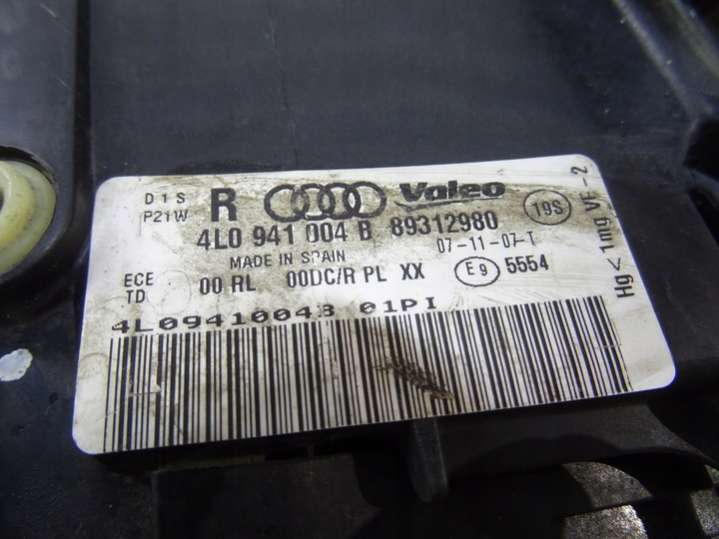 D1S R Valeo
P21W 4L0 941 004 B 89312980 19S
MADE IN SPAIN 07-11-07-T
ECE 00 RL 00DC/R PL XX E9 5554
TD
4L0941004B 01PI
Hg < 1mg VE-2